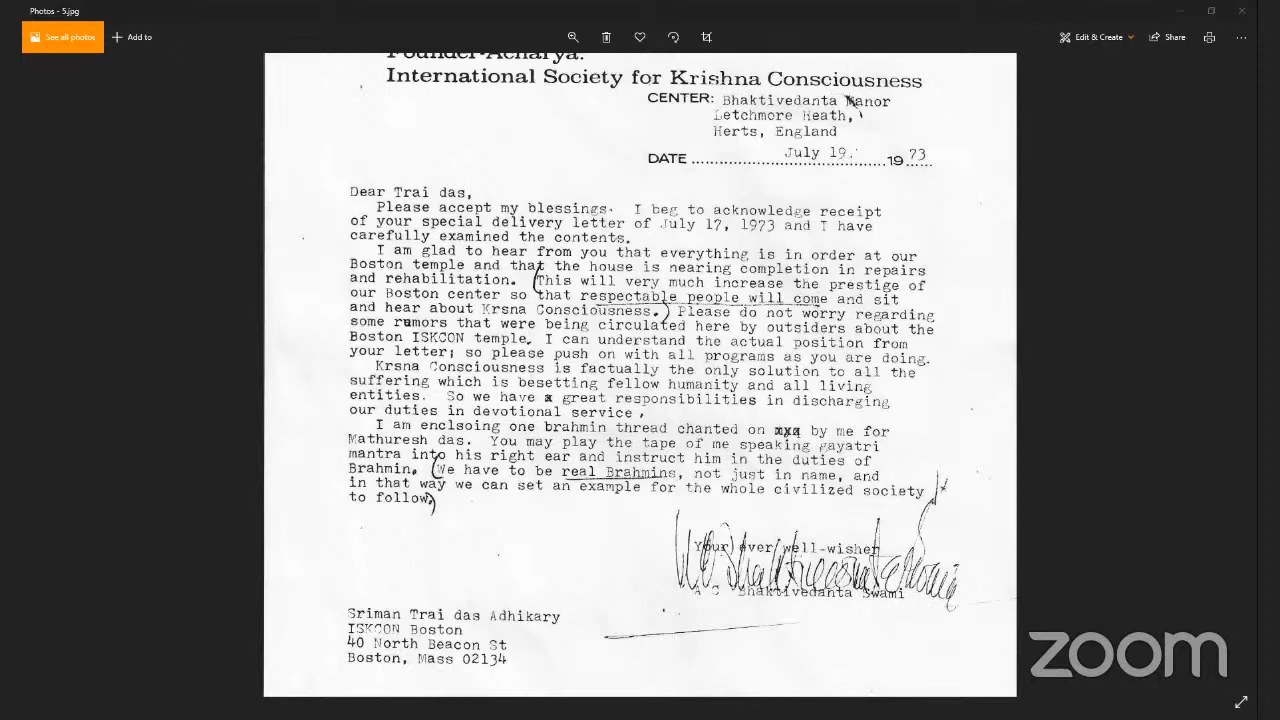 Photos - 5.jpg
See all photos
Add to
Edit & Create
Share
Founder-Acharya:
International Society for Krishna Consciousness
CENTER: Bhaktivedanta Manor
Letchmore Heath,
Herts, England
DATE July 19, 1973
Dear Trai das,
Please accept my blessings. I beg to acknowledge receipt
of your special delivery letter of July 17, 1973 and I have
carefully examined the contents.
I am glad to hear from you that everything is in order at our
Boston temple and that the house is nearing completion in repairs
and rehabilitation. (This will very much increase the prestige of
our Boston center so that respectable people will come and sit
and hear about Krsna Consciousness.) Please do not worry regarding
some rumors that were being circulated here by outsiders about the
Boston ISKCON temple. I can understand the actual position from
your letter; so please push on with all programs as you are doing.
Krsna Consciousness is factually the only solution to all the
suffering which is besetting fellow humanity and all living
entities. So we have great responsibilities in discharging
our duties in devotional service.
I am enclsoing one brahmin thread chanted on by me for
Mathuresh das. You may play the tape of me speaking gayatri
mantra into his right ear and instruct him in the duties of
Brahmin. (We have to be real Brahmins, not just in name, and
in that way we can set an example for the whole civilized society
to follow.)
Your ever well-wisher
A C Bhaktivedanta Swami
Sriman Trai das Adhikary
ISKCON Boston
40 North Beacon St
Boston, Mass 02134
zoom